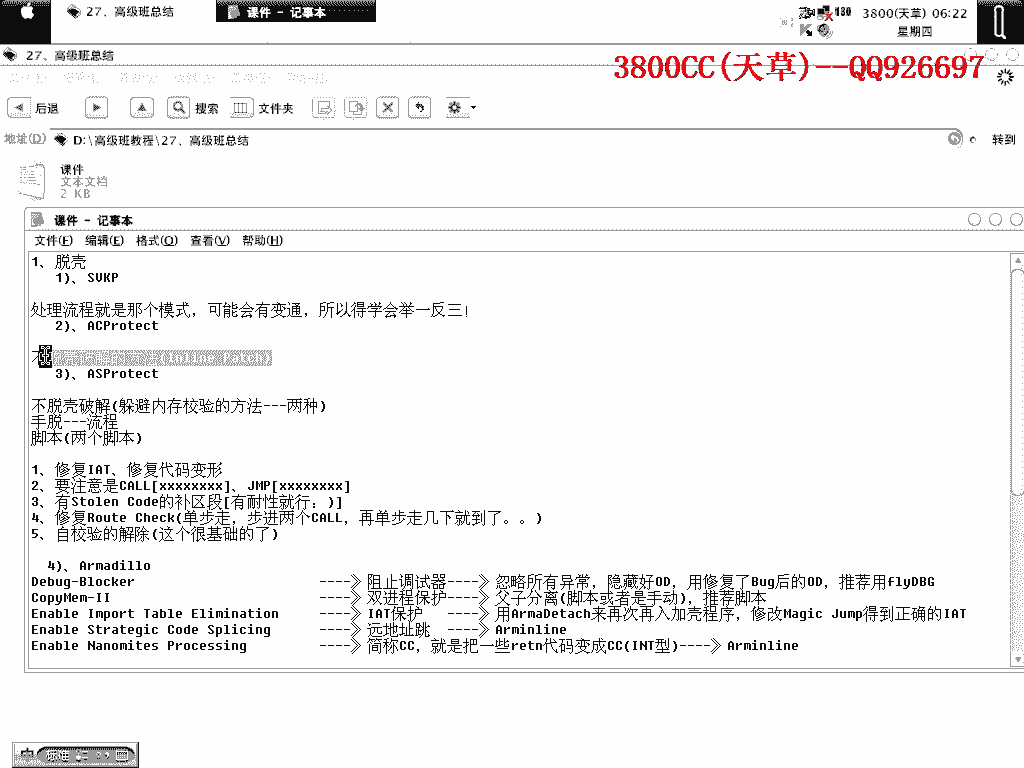 27、高级班总结
课件 - 记事本
180
3800(天草) 06:22
星期四
27、高级班总结
3800CC(天草)--QQ926697
后退
搜索
文件夹
地址(D)
D:\高级班教程\27、高级班总结
转到
课件
文本文档
2 KB
课件 - 记事本
文件(F) 编辑(E) 格式(O) 查看(V) 帮助(H)
1、脱壳
1)、SVKP
处理流程就是那个模式，可能会有变通，所以得学会举一反三!
2)、ACProtect
不脱壳破解的方法(Inline Patch)
3)、ASProtect
不脱壳破解(躲避内存校验的方法---两种)
手脱---流程
脚本(两个脚本)
1、修复IAT、修复代码变形
2、要注意是CALL[xxxxxxxx]、JMP[xxxxxxxx]
3、有Stolen Code的补区段[有耐性就行：)]
4、修复Route Check(单步走，步进两个CALL，再单步走几下就到了。。)
5、自校验的解除(这个很基础的了)
4)、Armadillo
Debug-Blocker ----> 阻止调试器----> 忽略所有异常，隐藏好OD，用修复了Bug后的OD，推荐用flyDBG
CopyMem-II ----> 双进程保护----> 父子分离(脚本或者是手动)，推荐脚本
Enable Import Table Elimination ----> IAT保护 ----> 用ArmaDetach来再次再入加壳程序，修改Magic Jump得到正确的IAT
Enable Strategic Code Splicing ----> 远地址跳 ----> Arminline
Enable Nanomites Processing ----> 简称CC，就是把一些retn代码变成CC(INT型)----> Arminline
中
标准